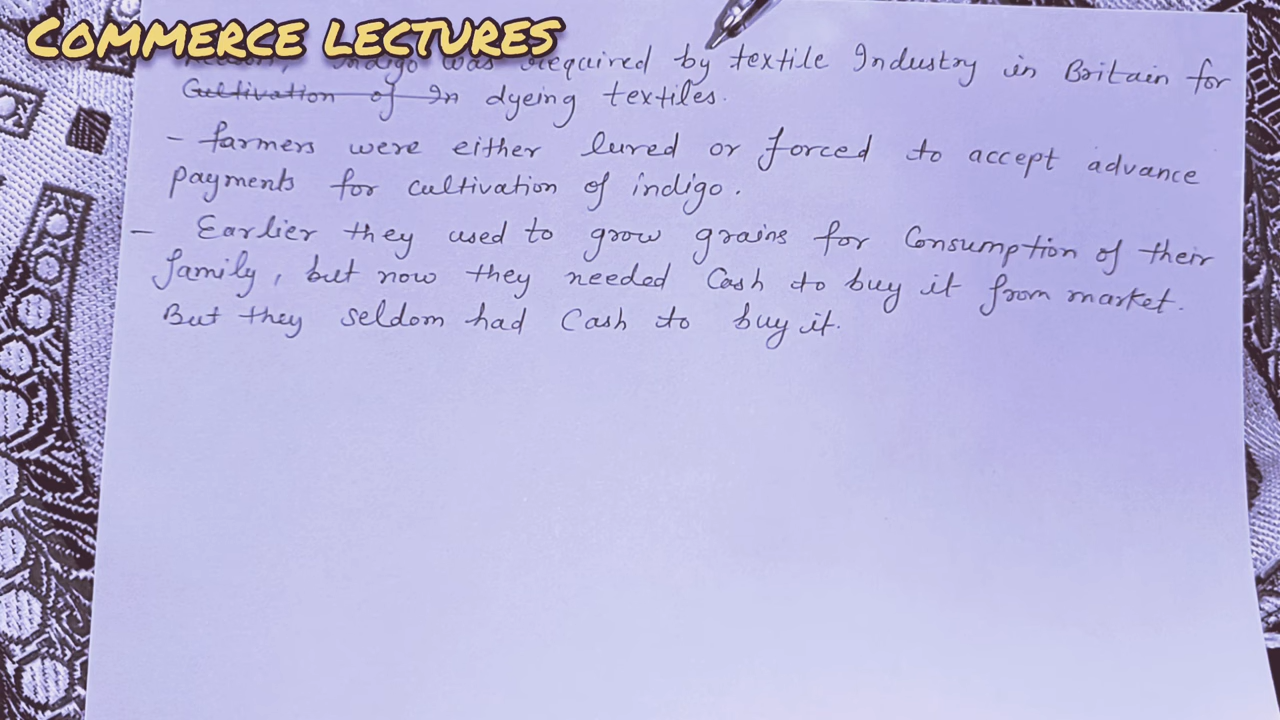 COMMERCE LECTURES
indigo was required by textile Industry in Britain for
Cultivation of In dyeing textiles.
- farmers were either lured or forced to accept advance
payments for cultivation of indigo.
- Earlier they used to grow grains for Consumption of their
family, but now they needed Cash to buy it from market.
But they seldom had Cash to buy it.